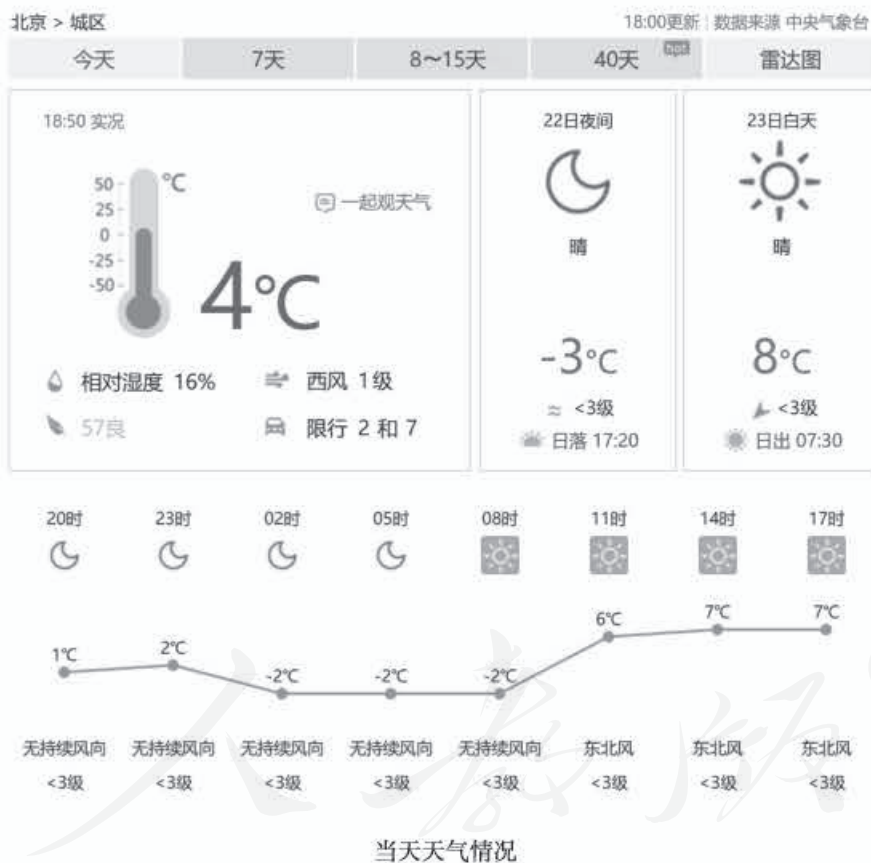 北京 > 城区
18:00更新 | 数据来源 中央气象台
今天 7天 8～15天 40天 hot 雷达图
18:50 实况
50
25
0
-25
-50
°C
一起观天气
4°C
相对湿度 16%
西风 1级
57良
限行 2 和 7
22日夜间
晴
-3°C
<3级
日落 17:20
23日白天
晴
8°C
<3级
日出 07:30
20时 23时 02时 05时 08时 11时 14时 17时
1°C 2°C -2°C -2°C -2°C 6°C 7°C 7°C
无持续风向 无持续风向 无持续风向 无持续风向 无持续风向 东北风 东北风 东北风
<3级 <3级 <3级 <3级 <3级 <3级 <3级 <3级
人教版
当天天气情况